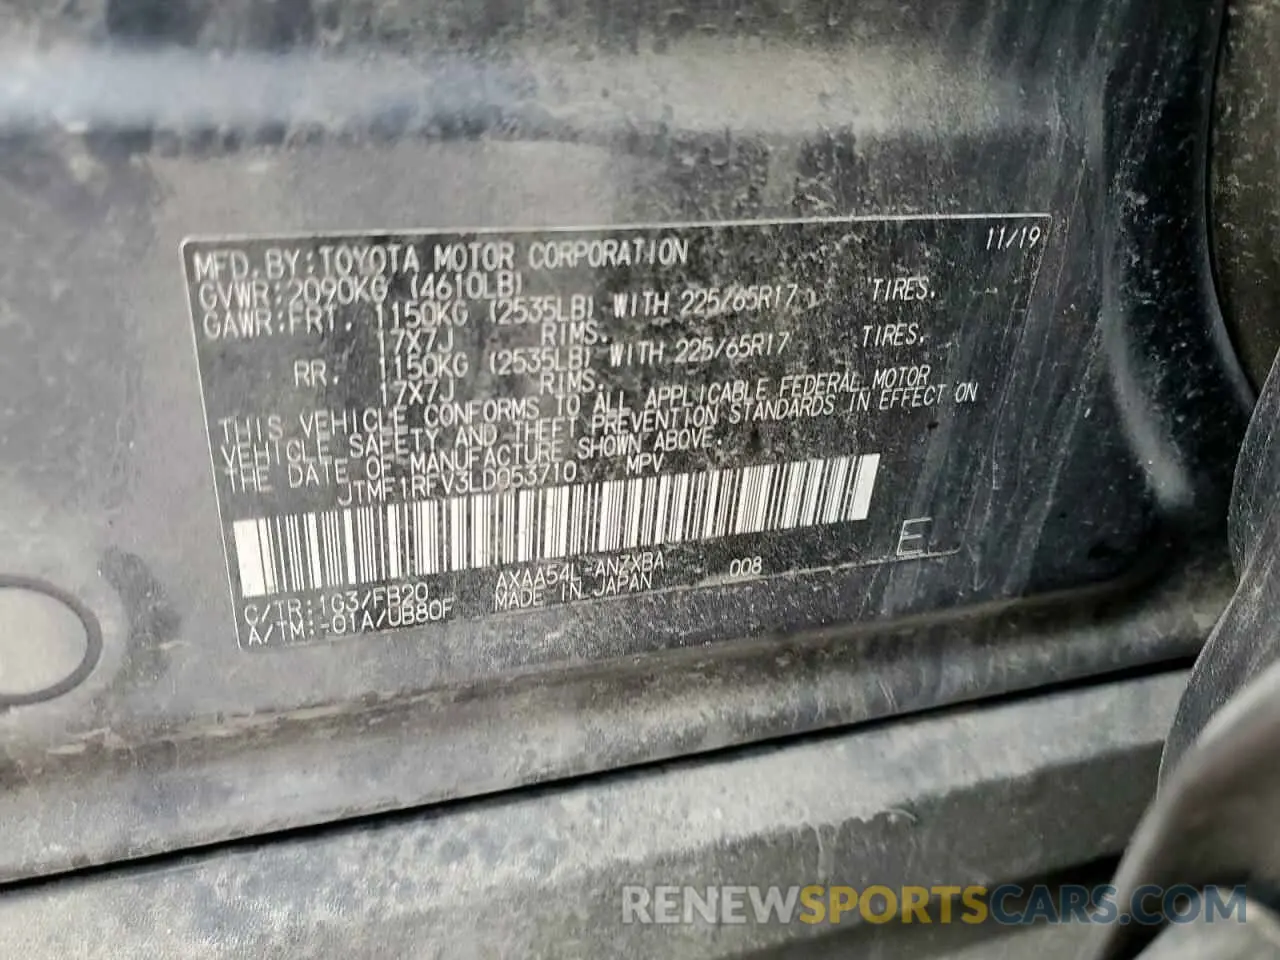 MFD.BY:TOYOTA MOTOR CORPORATION 11/19
GVWR:2090KG (4610LB)
GAWR:FRT. 1150KG (2535LB) WITH 225/65R17 TIRES.
17X7J RIMS.
RR. 1150KG (2535LB) WITH 225/65R17 TIRES.
17X7J RIMS.
THIS VEHICLE CONFORMS TO ALL APPLICABLE FEDERAL MOTOR
VEHICLE SAFETY AND THEFT PREVENTION STANDARDS IN EFFECT ON
THE DATE OF MANUFACTURE SHOWN ABOVE.
JTMF1RFV3LD053710 MPV
C/TR:1G3/FB20 AXAA54L-ANZXBA 008 E
A/TM:-01A/UB80F MADE IN JAPAN
RENEWSPORTSCARS.COM